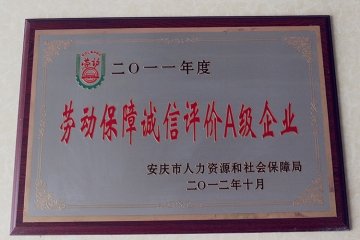 劳动
二〇一一年度
劳动保障诚信评价A级企业
安庆市人力资源和社会保障局
二〇一二年十月